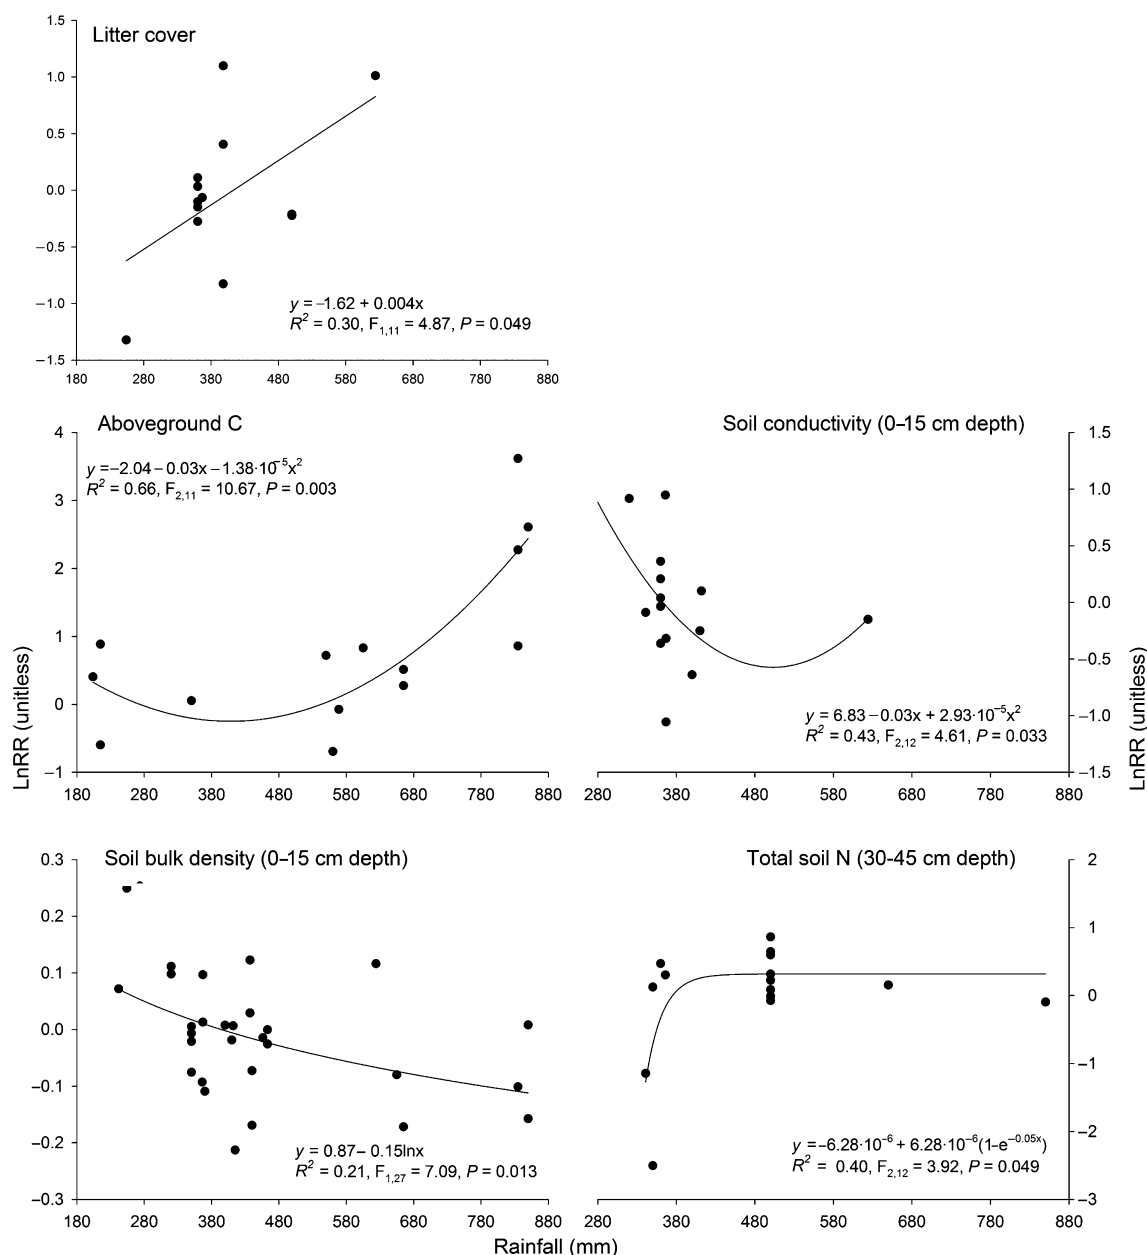 Litter cover
1.5
1.0
0.5
0.0
−0.5
−1.0
−1.5
y = −1.62 + 0.004x
R² = 0.30, F1,11 = 4.87, P = 0.049
180 280 380 480 580 680 780 880
Aboveground C
y =−2.04 − 0.03x − 1.38·10⁻⁵x²
R² = 0.66, F2,11 = 10.67, P = 0.003
4
3
2
1
0
−1
180 280 380 480 580 680 780 880
LnRR (unitless)
Soil conductivity (0–15 cm depth)
1.5
1.0
0.5
0.0
−0.5
−1.0
−1.5
y = 6.83 − 0.03x + 2.93·10⁻⁵x²
R² = 0.43, F2,12 = 4.61, P = 0.033
280 380 480 580 680 780 880
LnRR (unitless)
Soil bulk density (0–15 cm depth)
0.3
0.2
0.1
0.0
−0.1
−0.2
−0.3
y = 0.87 − 0.15lnx
R² = 0.21, F1,27 = 7.09, P = 0.013
180 280 380 480 580 680 780 880
Total soil N (30-45 cm depth)
2
1
0
−1
−2
−3
y = −6.28·10⁻⁶ + 6.28·10⁻⁶(1−e⁻⁰·⁰⁵ˣ)
R² = 0.40, F2,12 = 3.92, P = 0.049
280 380 480 580 680 780 880
Rainfall (mm)